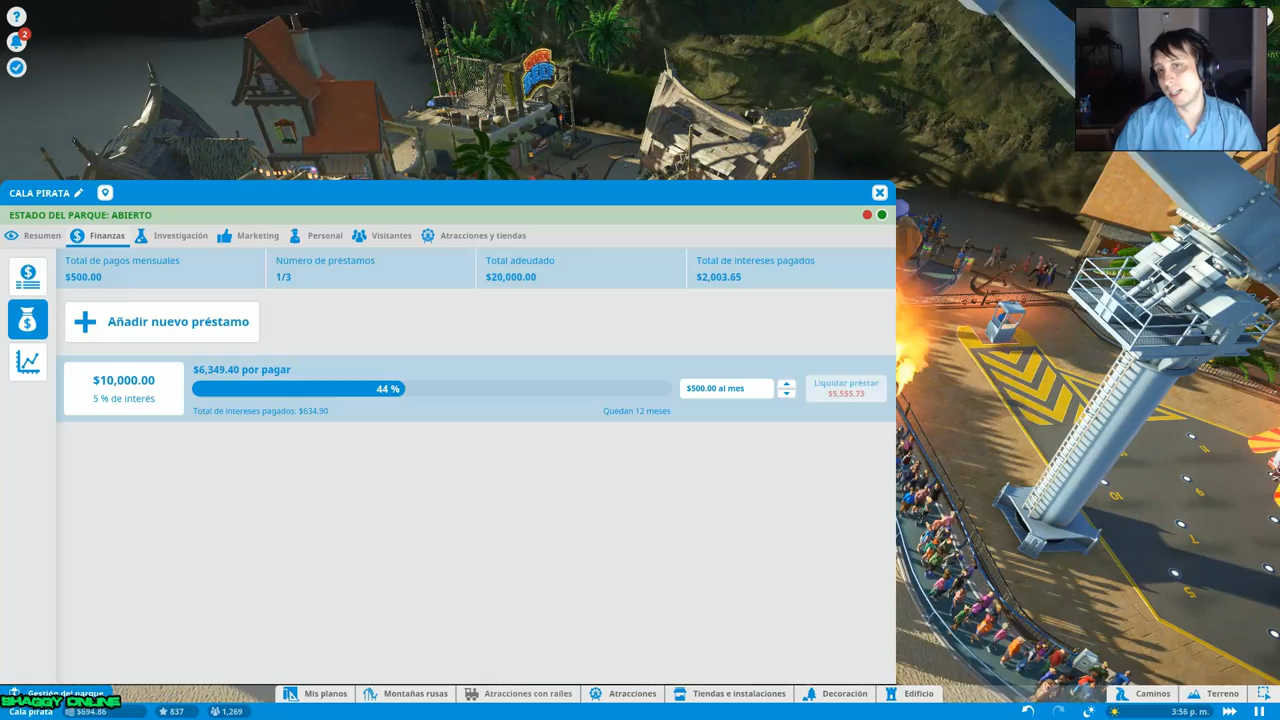 ?
2
CALA PIRATA
ESTADO DEL PARQUE: ABIERTO
Resumen
Finanzas
Investigación
Marketing
Personal
Visitantes
Atracciones y tiendas
Total de pagos mensuales
$500.00
Número de préstamos
1/3
Total adeudado
$20,000.00
Total de intereses pagados
$2,003.65
Añadir nuevo préstamo
$10,000.00
5 % de interés
$6,349.40 por pagar
44 %
Total de intereses pagados: $634.90
Quedan 12 meses
$500.00 al mes
Liquidar préstar
$5,555.73
Gestión del parque
SHAGGY ONLINE
Mis planos
Montañas rusas
Atracciones con raíles
Atracciones
Tiendas e instalaciones
Decoración
Edificio
Caminos
Terreno
Cala pirata
$694.86
837
1,269
3:56 p. m.